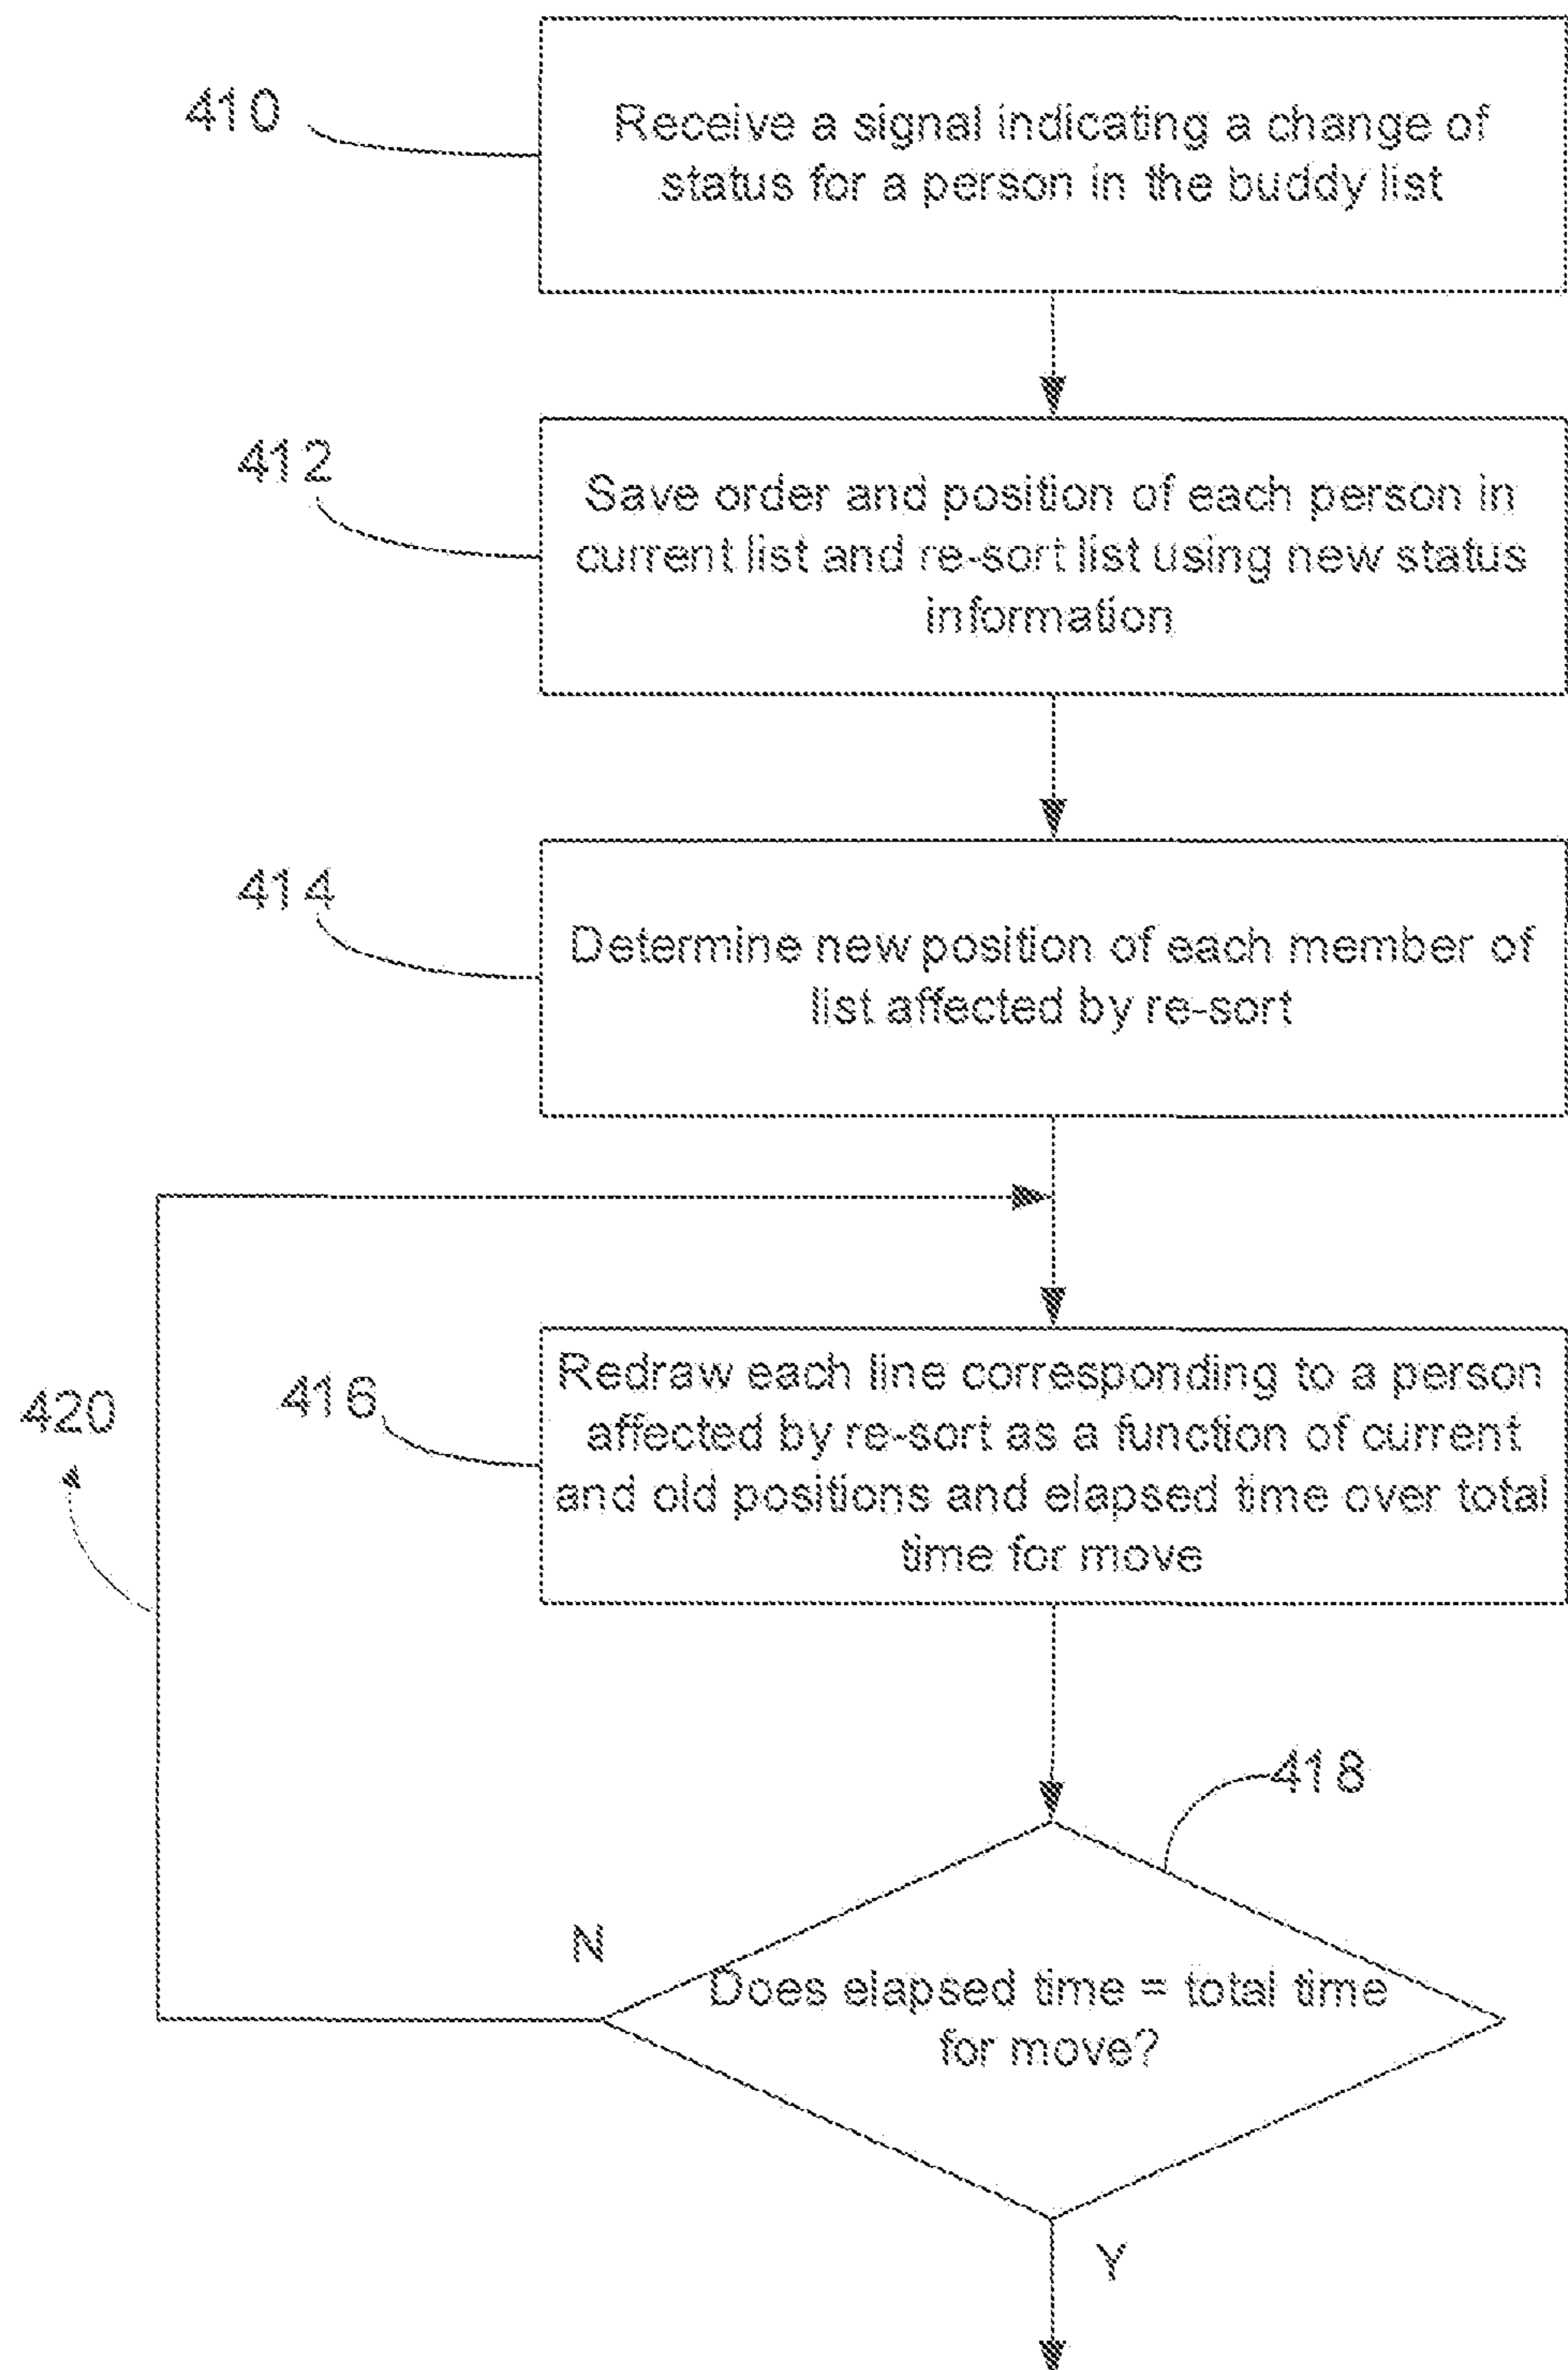 410
Receive a signal indicating a change of
status for a person in the buddy list
412
Save order and position of each person in
current list and re-sort list using new status
information
414
Determine new position of each member of
list affected by re-sort
420
416
Redraw each line corresponding to a person
affected by re-sort as a function of current
and old positions and elapsed time over total
time for move
418
N
Does elapsed time = total time
for move?
Y